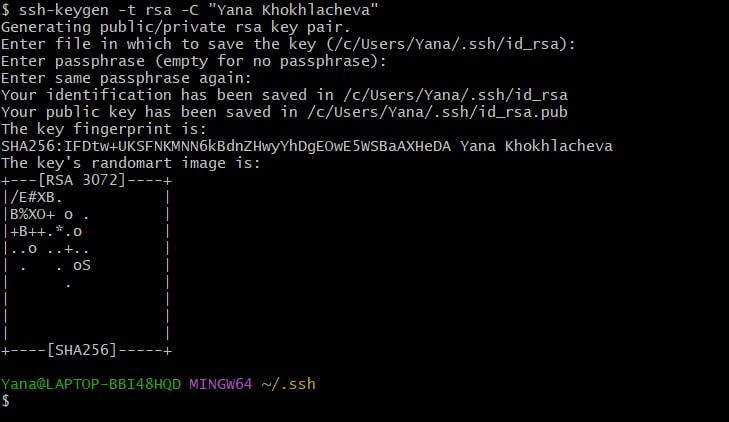 $ ssh-keygen -t rsa -C "Yana Khokhlacheva"
Generating public/private rsa key pair.
Enter file in which to save the key (/c/Users/Yana/.ssh/id_rsa):
Enter passphrase (empty for no passphrase):
Enter same passphrase again:
Your identification has been saved in /c/Users/Yana/.ssh/id_rsa
Your public key has been saved in /c/Users/Yana/.ssh/id_rsa.pub
The key fingerprint is:
SHA256:IFDtw+UKSFNKMNN6kBdnZHwyYhDgEOwE5WSBaAXHeDA Yana Khokhlacheva
The key's randomart image is:
+---[RSA 3072]----+
|/E#XB.           |
|B%XO+ o .        |
|+B++.*.o         |
|..o ..+..        |
| .   . oS        |
|      .          |
|                 |
|                 |
|                 |
+----[SHA256]-----+
Yana@LAPTOP-BBI48HQD MINGW64 ~/.ssh
$